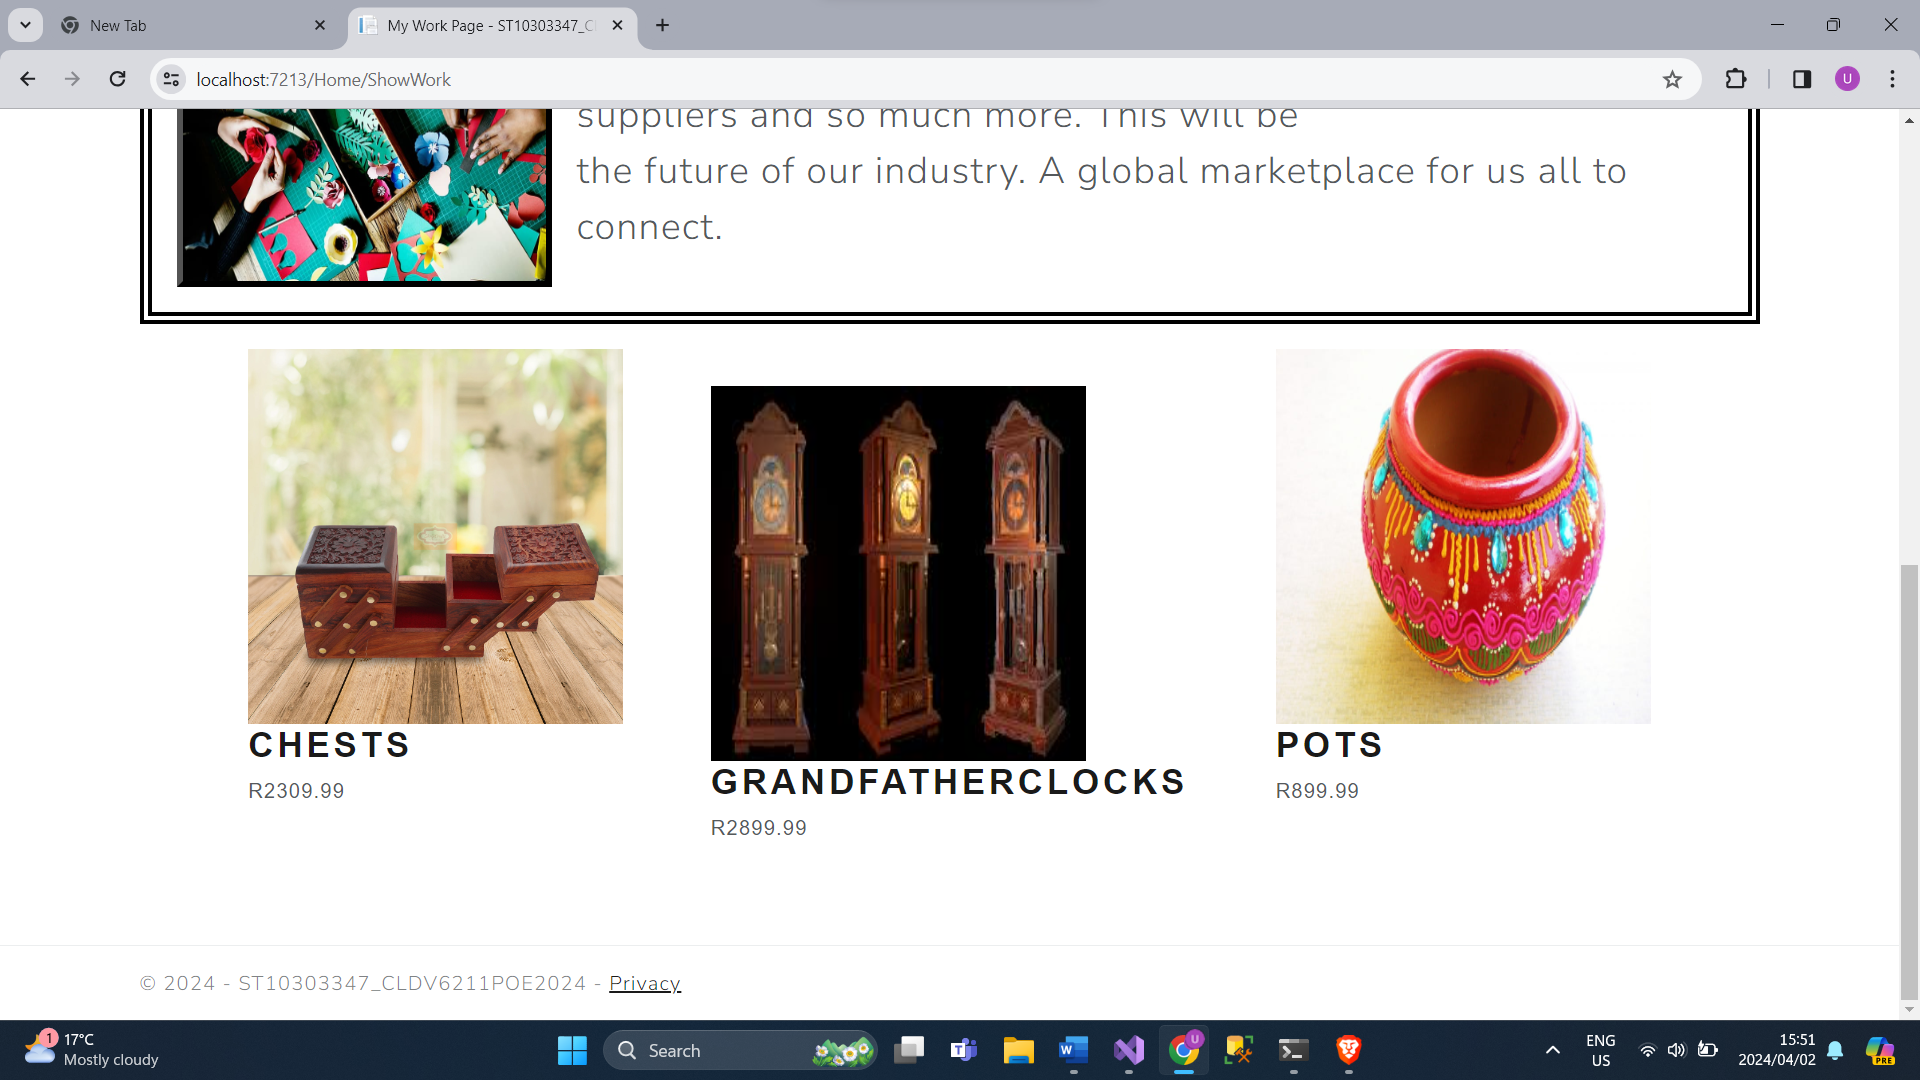 New Tab
My Work Page - ST10303347_C
localhost:7213/Home/ShowWork
U
suppliers and so much more. This will be
the future of our industry. A global marketplace for us all to
connect.
CHESTS
R2309.99
GRANDFATHERCLOCKS
R2899.99
POTS
R899.99
© 2024 - ST10303347_CLDV6211POE2024 - Privacy
1
17°C
Mostly cloudy
Search
T
W
U
ENG
US
15:51
2024/04/02
PRE